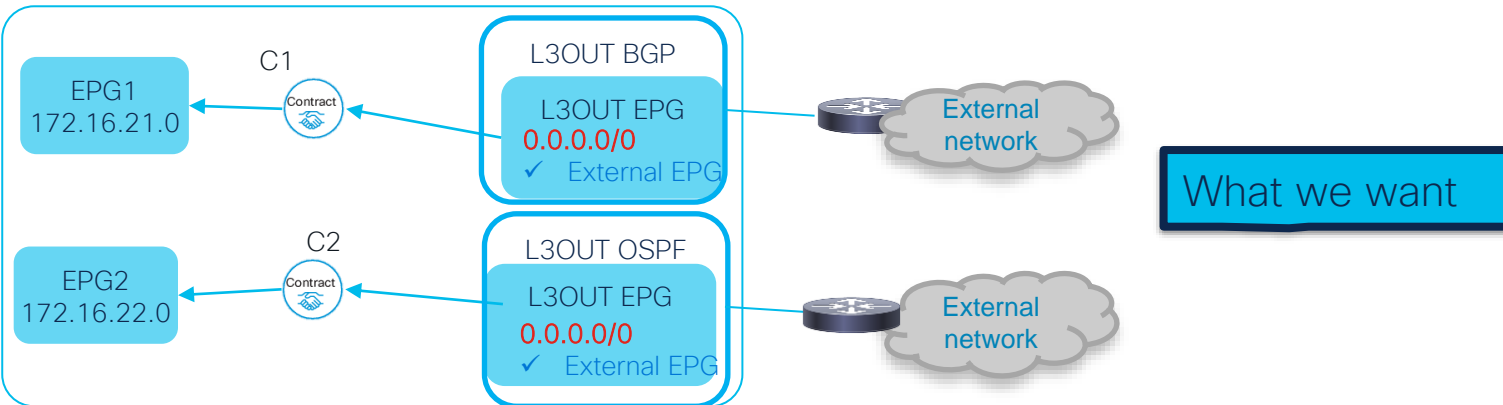 L3OUT BGP
C1
EPG1
172.16.21.0
Contract
L3OUT EPG
0.0.0.0/0
✓ External EPG
External
network
What we want
C2
L3OUT OSPF
EPG2
172.16.22.0
Contract
L3OUT EPG
0.0.0.0/0
✓ External EPG
External
network